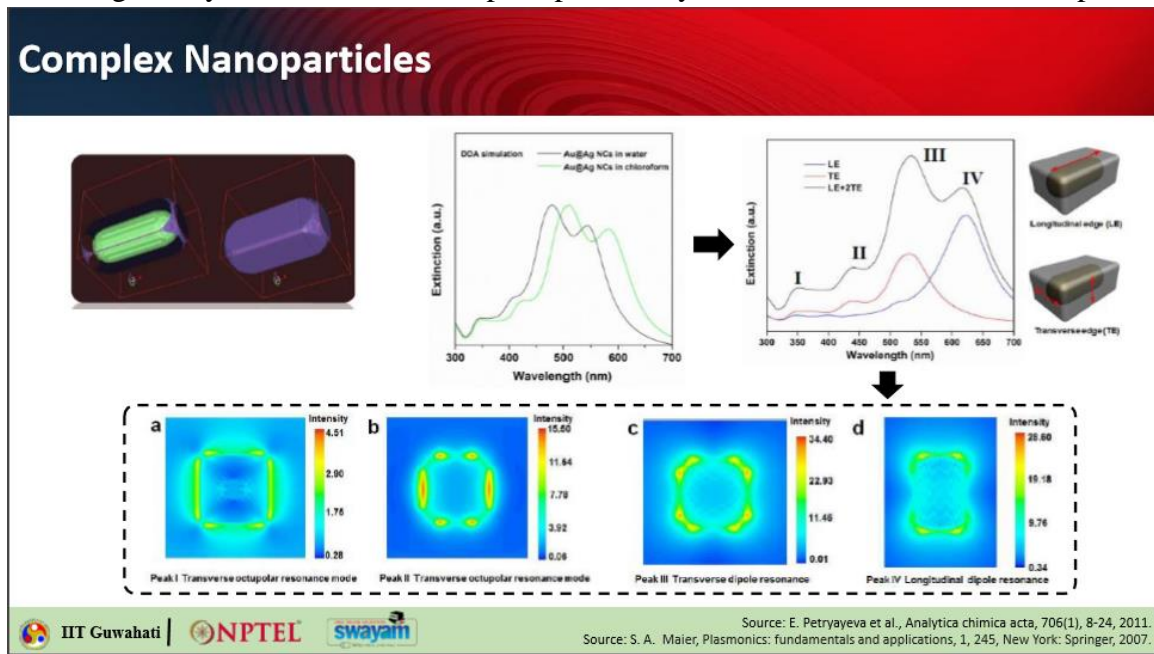 Complex Nanoparticles
DDA simulation
Au@Ag NCs in water
Au@Ag NCs in chloroform
Extinction (a.u.)
300 400 500 600 700
Wavelength (nm)
LE
TE
LE+2TE
I
II
III
IV
Extinction (a.u.)
300 350 400 450 500 550 600 650 700
Wavelength (nm)
Longitudinal edge (LE)
Transverse edge (TE)
a
Intensity
4.51
2.90
1.75
0.28
Peak I Transverse octupolar resonance mode
b
Intensity
15.50
11.64
7.78
3.92
0.06
Peak II Transverse octupolar resonance mode
c
Intensity
34.40
22.93
11.45
0.01
Peak III Transverse dipole resonance
d
Intensity
28.60
19.18
9.76
0.34
Peak IV Longitudinal dipole resonance
IIT Guwahati
NPTEL
swayam
Source: E. Petryayeva et al., Analytica chimica acta, 706(1), 8-24, 2011.
Source: S. A. Maier, Plasmonics: fundamentals and applications, 1, 245, New York: Springer, 2007.